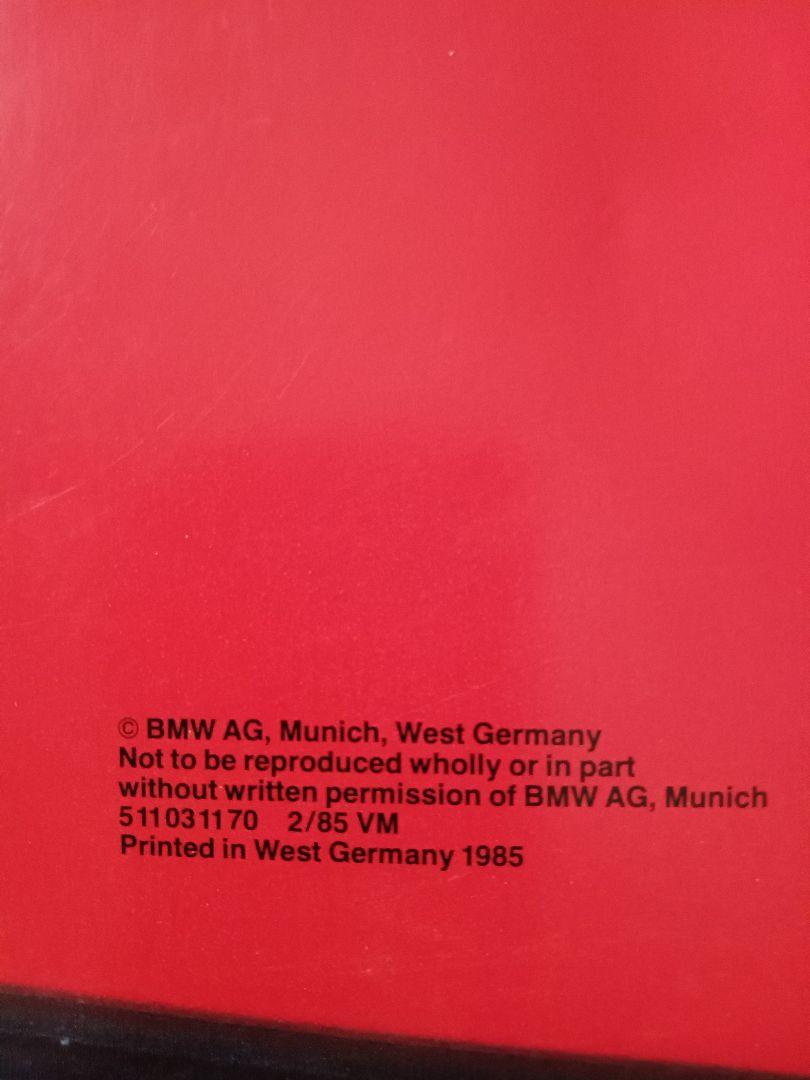 © BMW AG, Munich, West Germany
Not to be reproduced wholly or in part
without written permission of BMW AG, Munich
511031170 2/85 VM
Printed in West Germany 1985